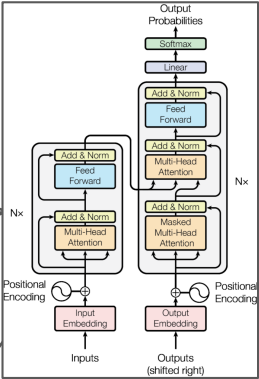 Output
Probabilities
Softmax
Linear
Add & Norm
Feed
Forward
Add & Norm
Multi-Head
Attention
Add & Norm
Masked
Multi-Head
Attention
Nx
Add & Norm
Feed
Forward
Add & Norm
Multi-Head
Attention
Nx
Positional
Encoding
Positional
Encoding
Input
Embedding
Output
Embedding
Inputs
Outputs
(shifted right)